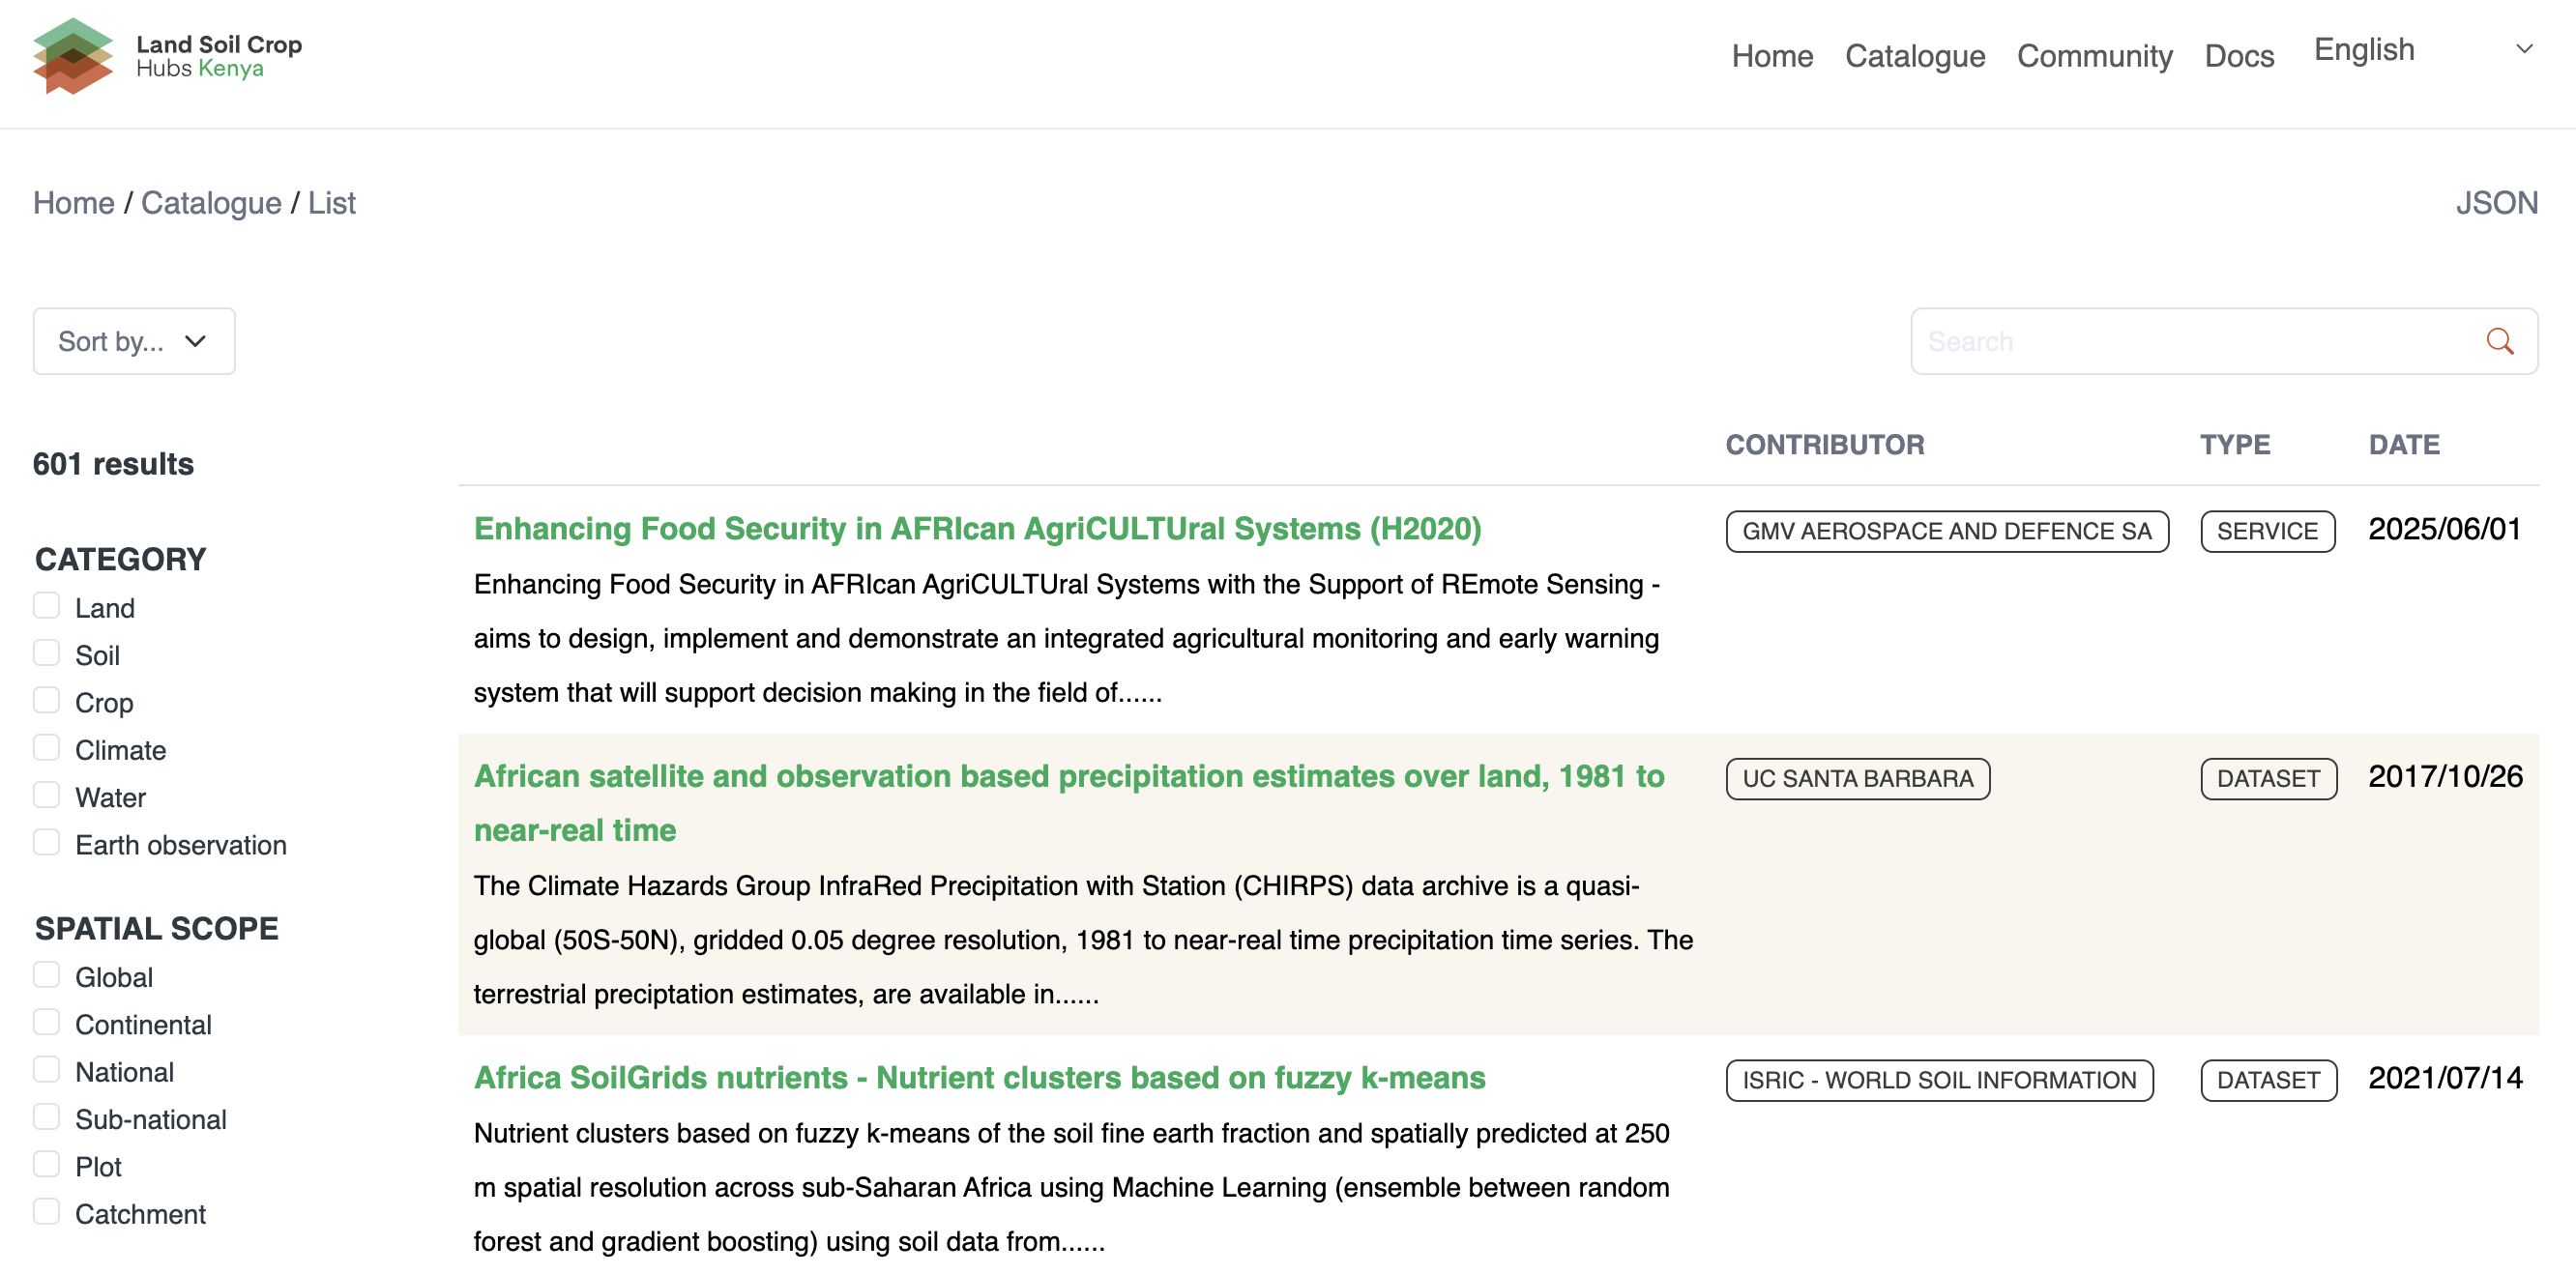 Land Soil Crop
Hubs Kenya
Home Catalogue Community Docs English
Home / Catalogue / List
JSON
Sort by...
Search
601 results
CATEGORY
Land
Soil
Crop
Climate
Water
Earth observation
SPATIAL SCOPE
Global
Continental
National
Sub-national
Plot
Catchment
CONTRIBUTOR TYPE DATE
Enhancing Food Security in AFRIcan AgriCULTUral Systems (H2020)
Enhancing Food Security in AFRIcan AgriCULTUral Systems with the Support of REmote Sensing -
aims to design, implement and demonstrate an integrated agricultural monitoring and early warning
system that will support decision making in the field of......
GMV AEROSPACE AND DEFENCE SA SERVICE 2025/06/01
African satellite and observation based precipitation estimates over land, 1981 to
near-real time
The Climate Hazards Group InfraRed Precipitation with Station (CHIRPS) data archive is a quasi-
global (50S-50N), gridded 0.05 degree resolution, 1981 to near-real time precipitation time series. The
terrestrial preciptation estimates, are available in......
UC SANTA BARBARA DATASET 2017/10/26
Africa SoilGrids nutrients - Nutrient clusters based on fuzzy k-means
Nutrient clusters based on fuzzy k-means of the soil fine earth fraction and spatially predicted at 250
m spatial resolution across sub-Saharan Africa using Machine Learning (ensemble between random
forest and gradient boosting) using soil data from......
ISRIC - WORLD SOIL INFORMATION DATASET 2021/07/14